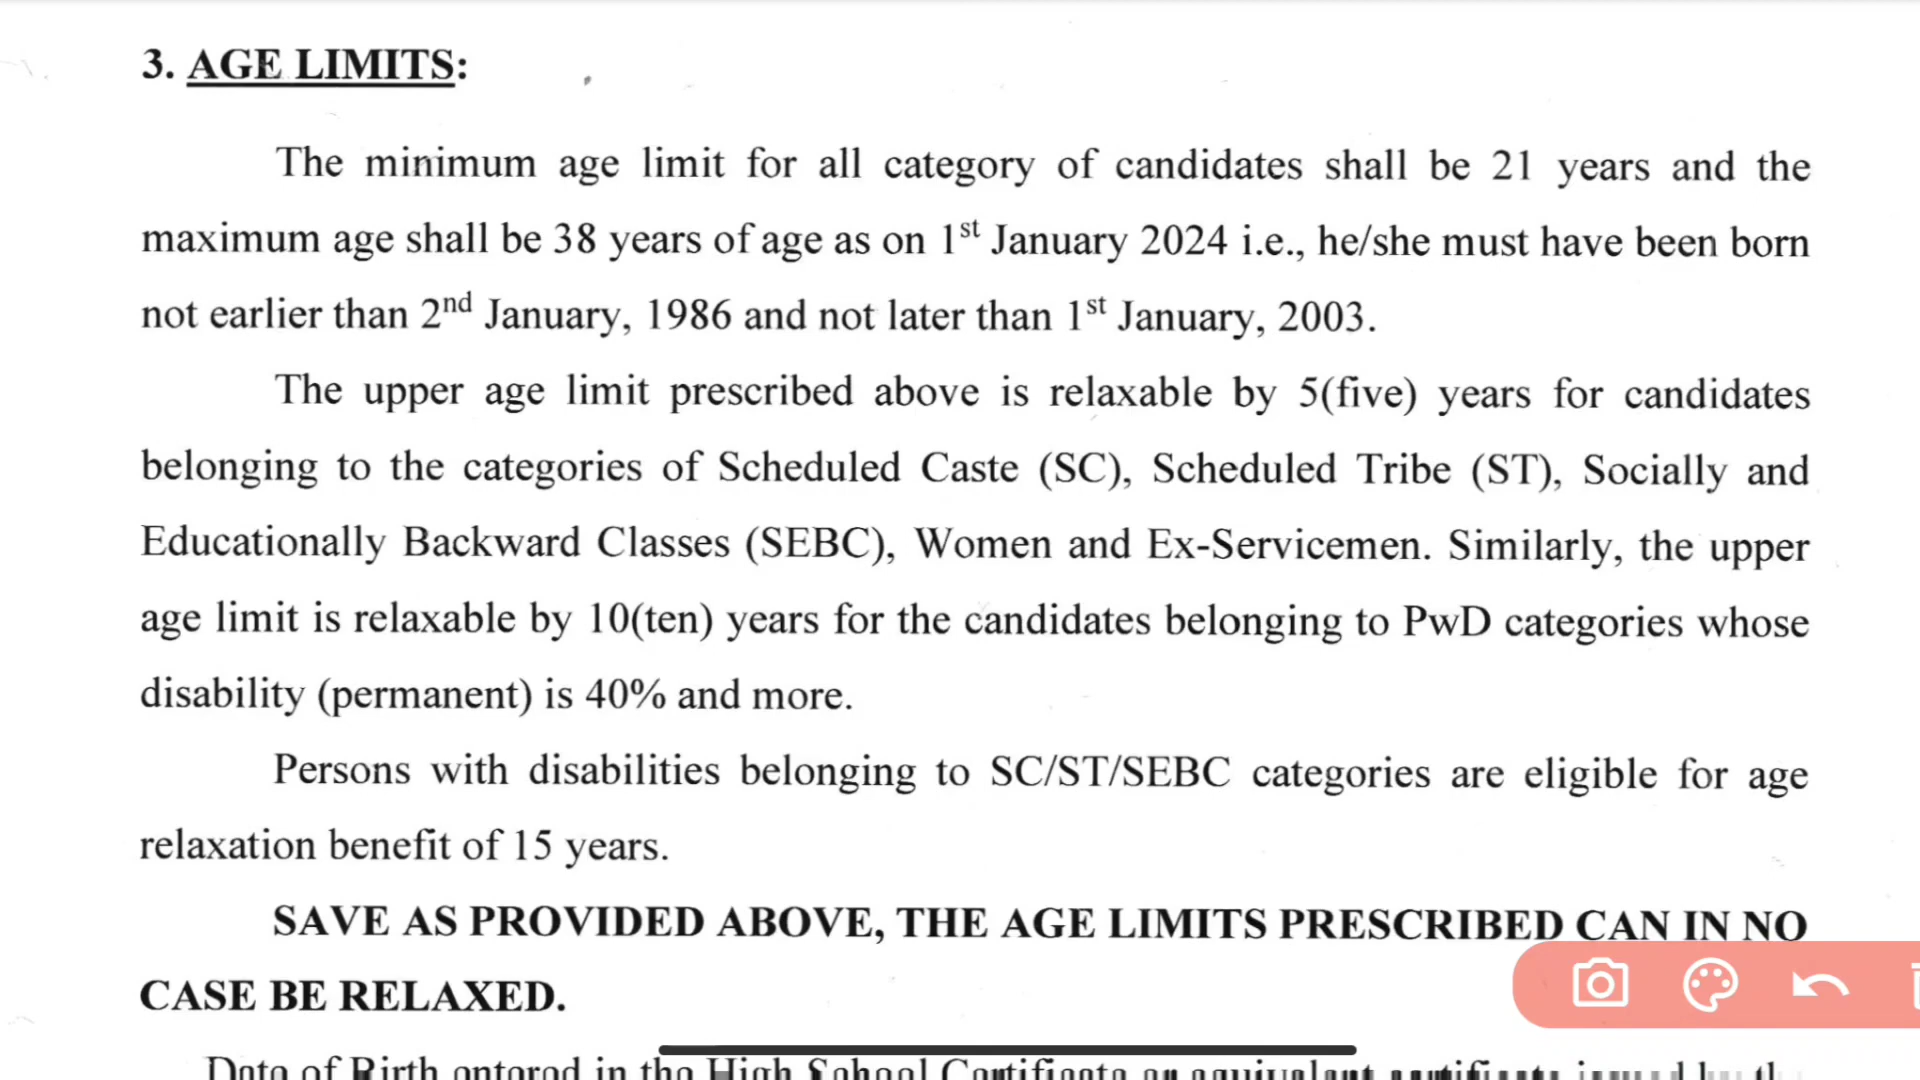 3. AGE LIMITS:
The minimum age limit for all category of candidates shall be 21 years and the
maximum age shall be 38 years of age as on 1st January 2024 i.e., he/she must have been born
not earlier than 2nd January, 1986 and not later than 1st January, 2003.
The upper age limit prescribed above is relaxable by 5(five) years for candidates
belonging to the categories of Scheduled Caste (SC), Scheduled Tribe (ST), Socially and
Educationally Backward Classes (SEBC), Women and Ex-Servicemen. Similarly, the upper
age limit is relaxable by 10(ten) years for the candidates belonging to PwD categories whose
disability (permanent) is 40% and more.
Persons with disabilities belonging to SC/ST/SEBC categories are eligible for age
relaxation benefit of 15 years.
SAVE AS PROVIDED ABOVE, THE AGE LIMITS PRESCRIBED CAN IN NO
CASE BE RELAXED.
Date of Birth entered in the High School Certificate or equivalent certificate issued by the